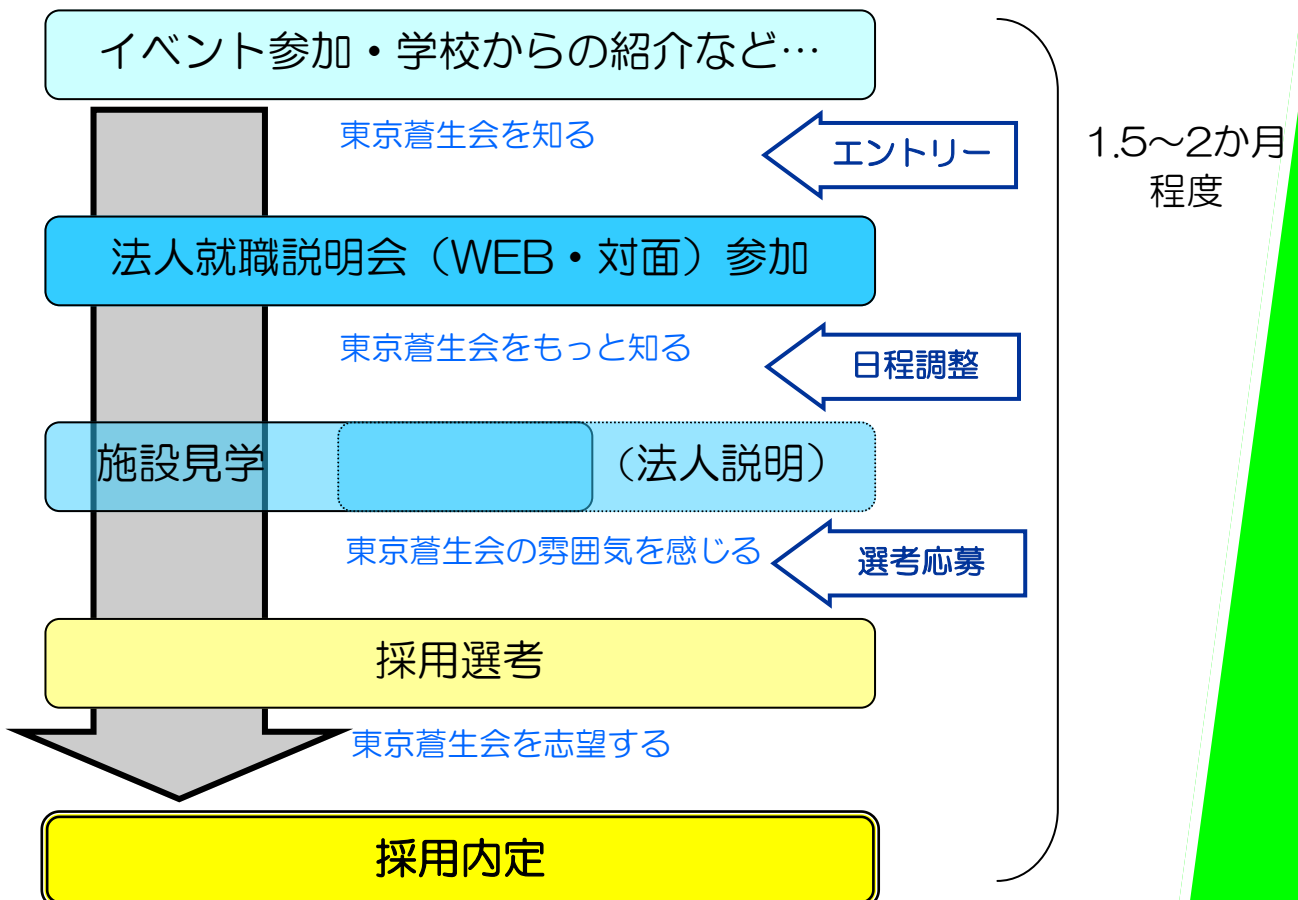 イベント参加・学校からの紹介など…
東京蒼生会を知る
エントリー
1.5～2か月
程度
法人就職説明会（WEB・対面）参加
東京蒼生会をもっと知る
日程調整
施設見学
（法人説明）
東京蒼生会の雰囲気を感じる
選考応募
採用選考
東京蒼生会を志望する
採用内定